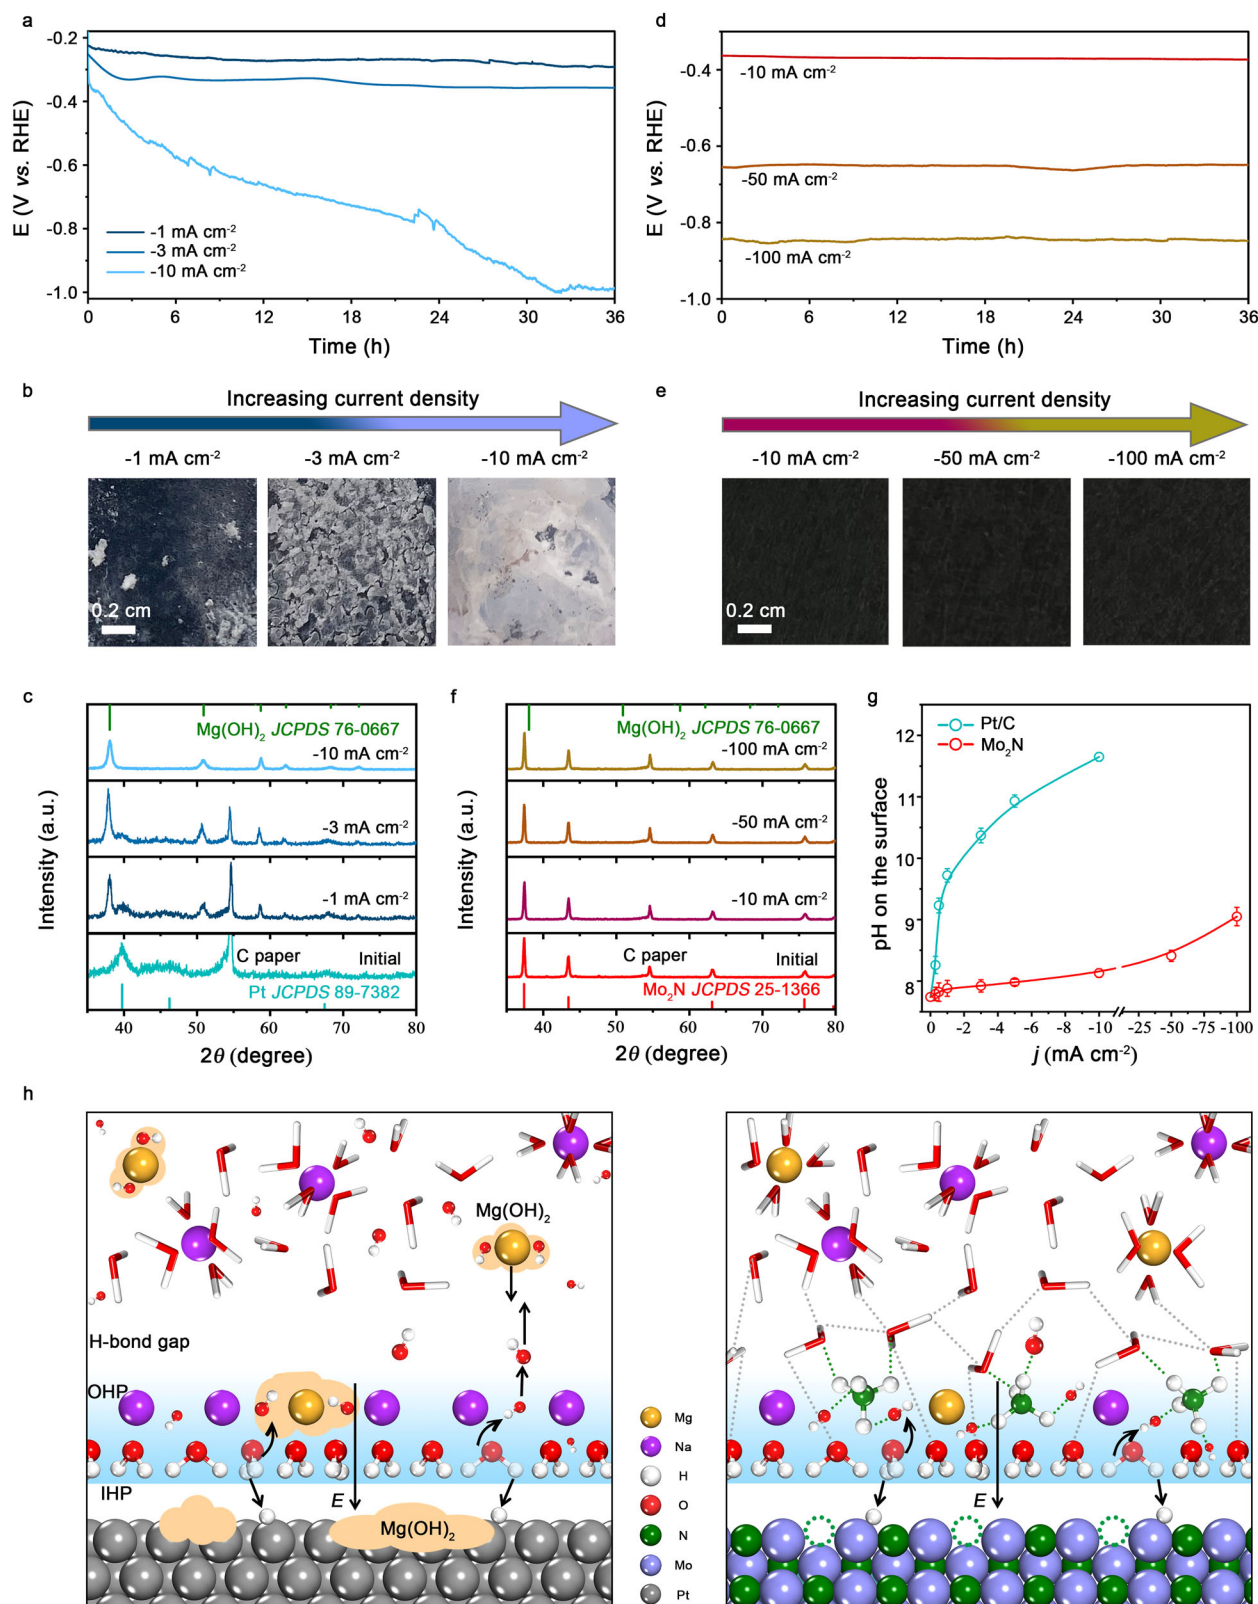 a
-0.2
-0.4
-0.6
-0.8
-1.0
E (V vs. RHE)
-1 mA cm⁻²
-3 mA cm⁻²
-10 mA cm⁻²
0 6 12 18 24 30 36
Time (h)
d
-0.4
-0.6
-0.8
-1.0
E (V vs. RHE)
-10 mA cm⁻²
-50 mA cm⁻²
-100 mA cm⁻²
0 6 12 18 24 30 36
Time (h)
b
Increasing current density
-1 mA cm⁻² -3 mA cm⁻² -10 mA cm⁻²
0.2 cm
e
Increasing current density
-10 mA cm⁻² -50 mA cm⁻² -100 mA cm⁻²
0.2 cm
c
Mg(OH)₂ JCPDS 76-0667
-10 mA cm⁻²
-3 mA cm⁻²
-1 mA cm⁻²
C paper Initial
Pt JCPDS 89-7382
Intensity (a.u.)
40 50 60 70 80
2θ (degree)
f
Mg(OH)₂ JCPDS 76-0667
-100 mA cm⁻²
-50 mA cm⁻²
-10 mA cm⁻²
C paper Initial
Mo₂N JCPDS 25-1366
Intensity (a.u.)
40 50 60 70 80
2θ (degree)
g
Pt/C
Mo₂N
12
11
10
9
8
pH on the surface
0 -2 -4 -6 -8 -10 -25 -50 -75 -100
j (mA cm⁻²)
h
Mg(OH)₂
H-bond gap
OHP
IHP
E
Mg(OH)₂
Mg
Na
H
O
N
Mo
Pt
E